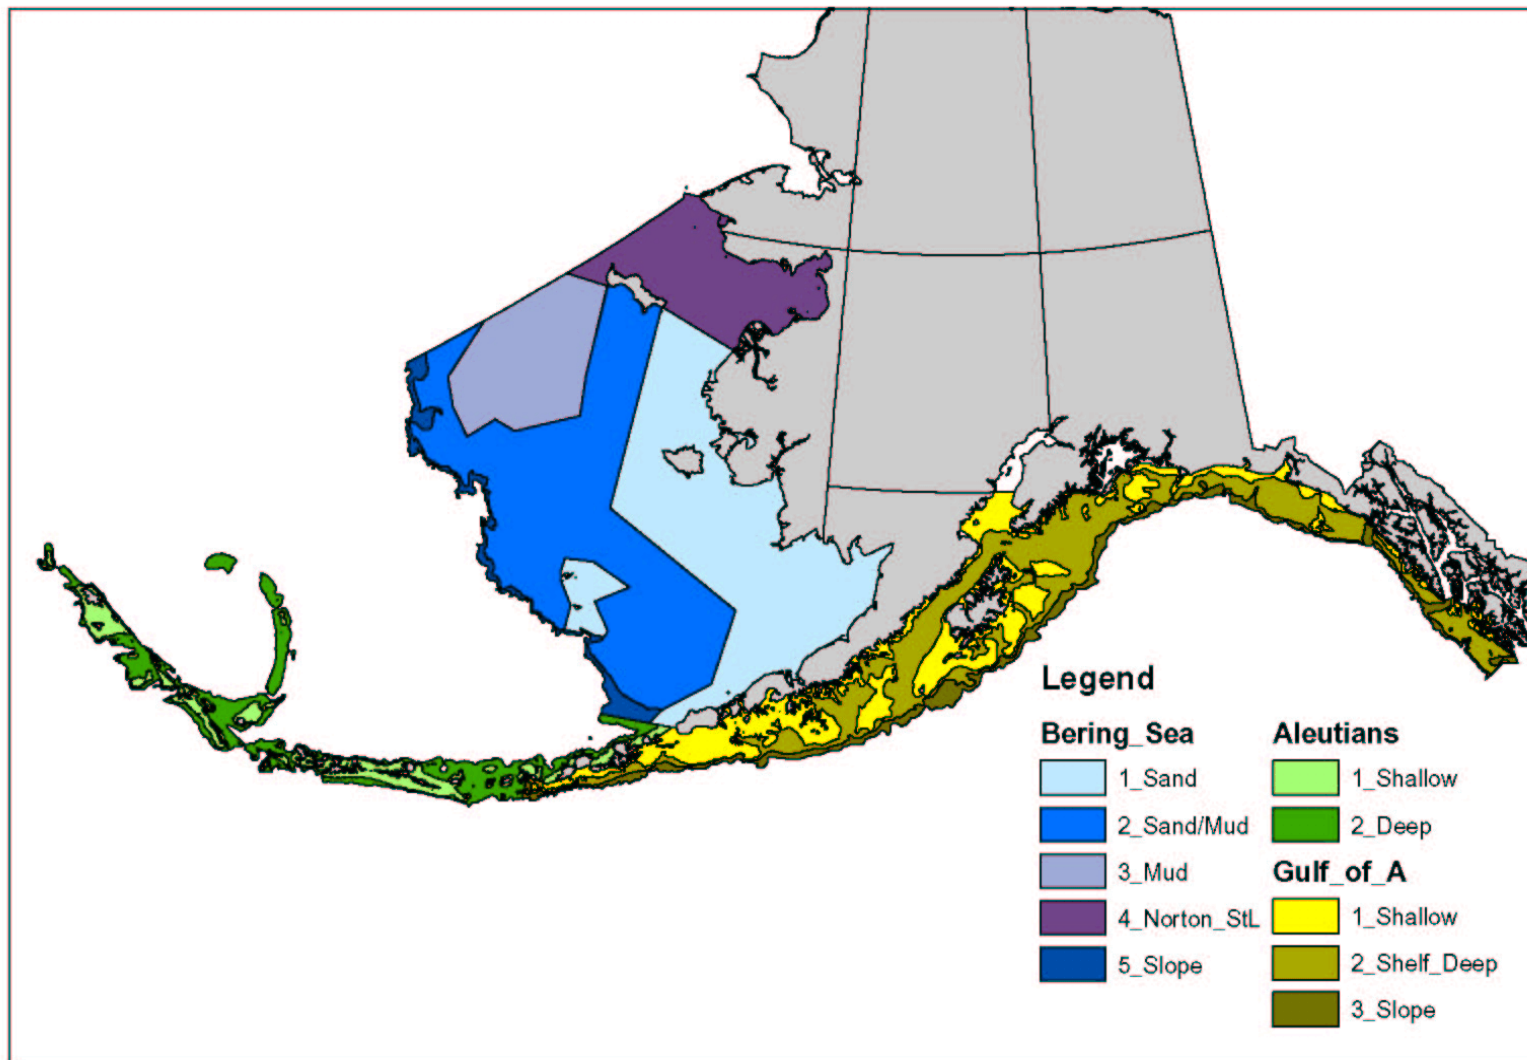 Legend
Bering_Sea
1_Sand
2_Sand/Mud
3_Mud
4_Norton_StL
5_Slope
Aleutians
1_Shallow
2_Deep
Gulf_of_A
1_Shallow
2_Shelf_Deep
3_Slope